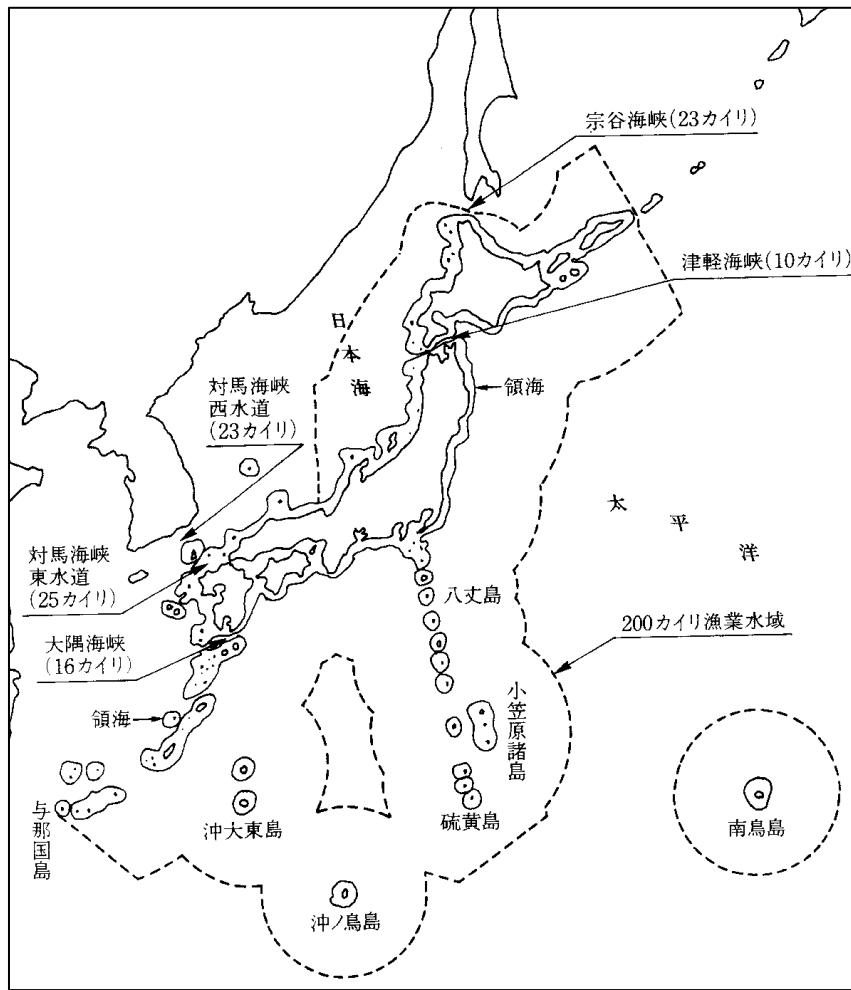 宗谷海峡(23カイリ)
津軽海峡(10カイリ)
日本海
領海
対馬海峡
西水道
(23カイリ)
太平洋
対馬海峡
東水道
(25カイリ)
八丈島
200カイリ漁業水域
大隅海峡
(16カイリ)
小笠原諸島
領海
与那国島
沖大東島
硫黄島
南鳥島
沖ノ鳥島